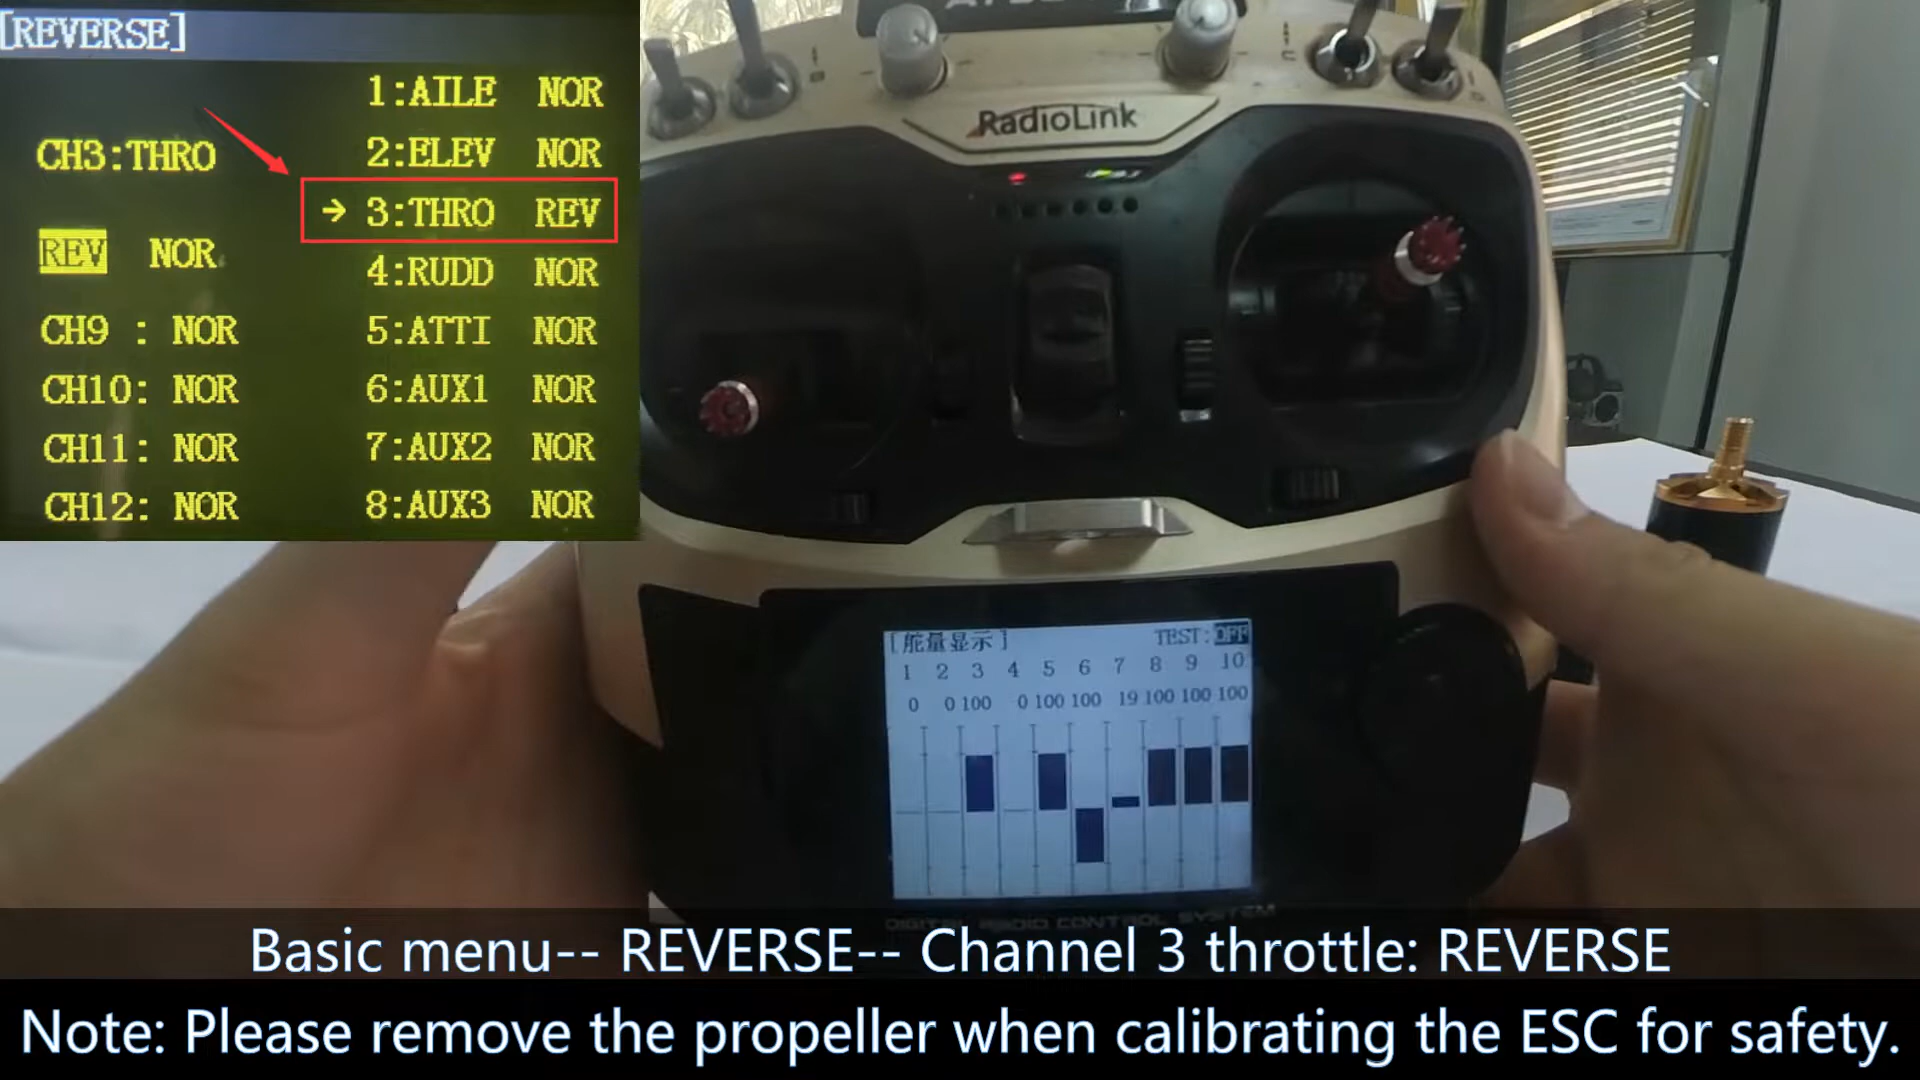 [REVERSE]
CH3:THRO
REV NOR
CH9 : NOR
CH10: NOR
CH11: NOR
CH12: NOR
1:AILE NOR
2:ELEV NOR
→ 3:THRO REV
4:RUDD NOR
5:ATTI NOR
6:AUX1 NOR
7:AUX2 NOR
8:AUX3 NOR
RadioLink
[舵量显示] TEST:OFF
1 2 3 4 5 6 7 8 9 10
0 0 100 0 100 100 19 100 100 100
DIGITAL RADIO CONTROL SYSTEM
Basic menu-- REVERSE-- Channel 3 throttle: REVERSE
Note: Please remove the propeller when calibrating the ESC for safety.